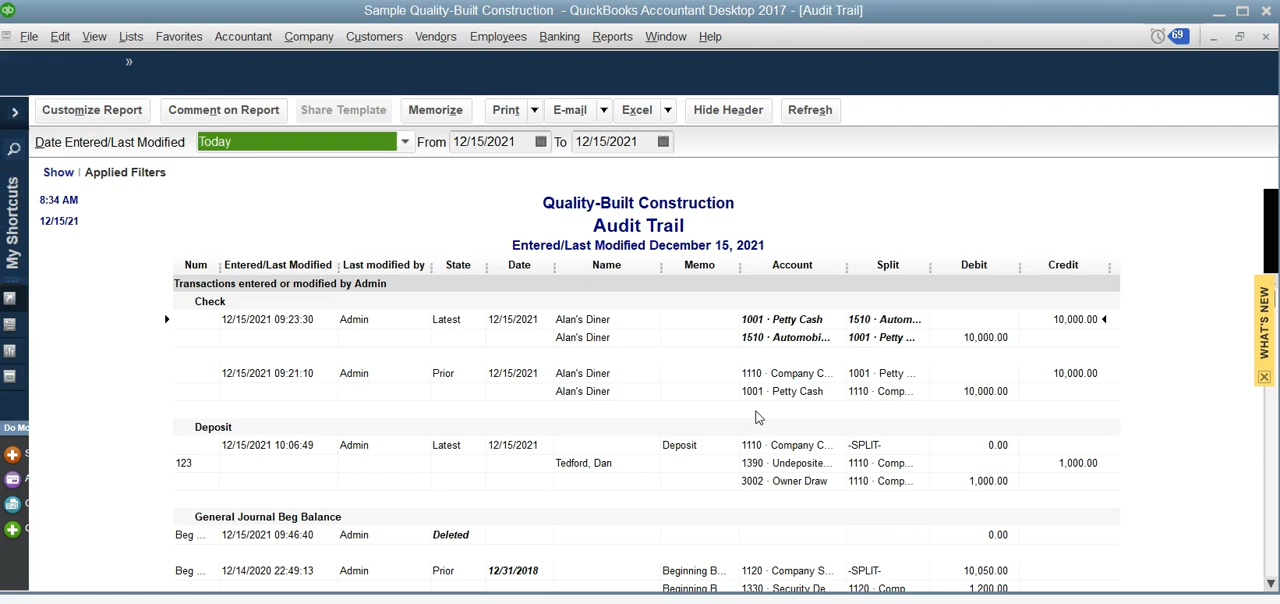 Sample Quality-Built Construction - QuickBooks Accountant Desktop 2017 - [Audit Trail]
File Edit View Lists Favorites Accountant Company Customers Vendors Employees Banking Reports Window Help 69
»
Customize Report Comment on Report Share Template Memorize Print E-mail Excel Hide Header Refresh
Date Entered/Last Modified Today From 12/15/2021 To 12/15/2021
Show | Applied Filters
My Shortcuts
8:34 AM
12/15/21
Quality-Built Construction
Audit Trail
Entered/Last Modified December 15, 2021
Num Entered/Last Modified Last modified by State Date Name Memo Account Split Debit Credit
Transactions entered or modified by Admin
Check
12/15/2021 09:23:30 Admin Latest 12/15/2021 Alan's Diner 1001 · Petty Cash 1510 · Autom... 10,000.00
Alan's Diner 1510 · Automobi... 1001 · Petty ... 10,000.00
12/15/2021 09:21:10 Admin Prior 12/15/2021 Alan's Diner 1110 · Company C... 1001 · Petty ... 10,000.00
Alan's Diner 1001 · Petty Cash 1110 · Comp... 10,000.00
Deposit
12/15/2021 10:06:49 Admin Latest 12/15/2021 Deposit 1110 · Company C... -SPLIT- 0.00
123 Tedford, Dan 1390 · Undeposite... 1110 · Comp... 1,000.00
3002 · Owner Draw 1110 · Comp... 1,000.00
General Journal Beg Balance
Beg ... 12/15/2021 09:46:40 Admin Deleted 0.00
Beg ... 12/14/2020 22:49:13 Admin Prior 12/31/2018 Beginning B... 1120 · Company S... -SPLIT- 10,050.00
Beginning B... 1330 · Security De... 1120 · Comp... 1,200.00
WHAT'S NEW
Do Mo